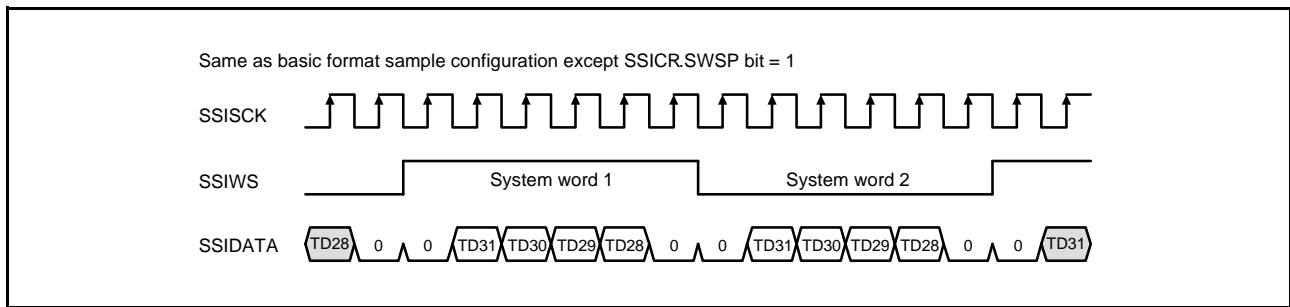 Same as basic format sample configuration except SSICR.SWSP bit = 1
SSISCK
SSIWS System word 1 System word 2
SSIDATA TD28 0 0 TD31 TD30 TD29 TD28 0 0 TD31 TD30 TD29 TD28 0 0 TD31